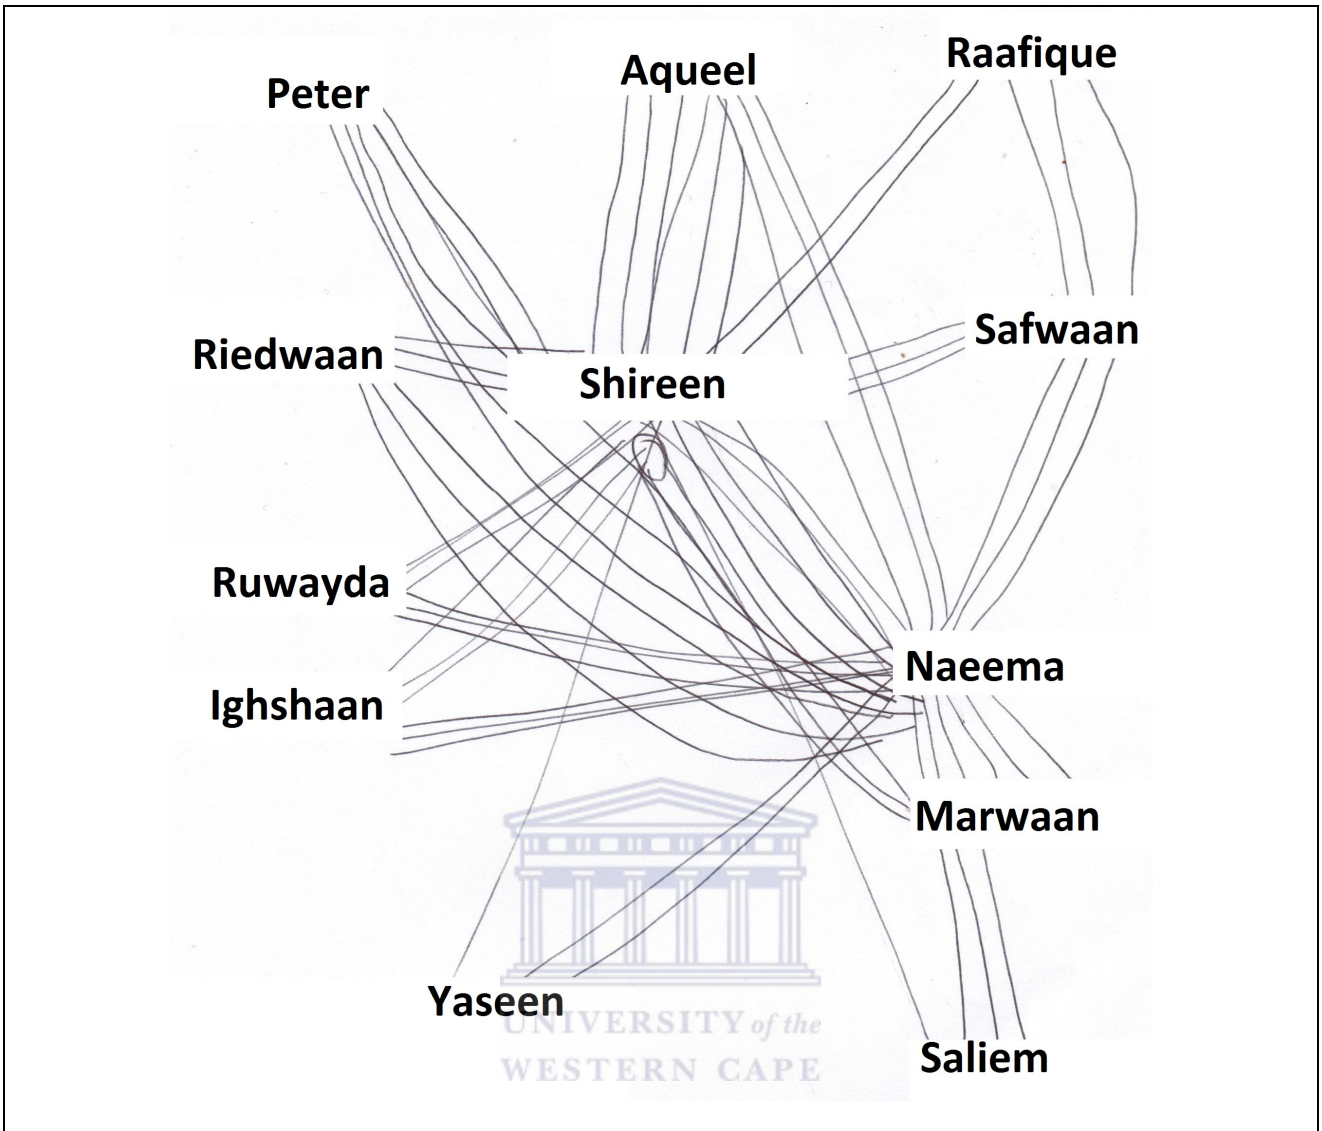 Raafique
Aqueel
Peter
Safwaan
Riedwaan
Shireen
Ruwayda
Naeema
Ighshaan
Marwaan
Yaseen
UNIVERSITY of the
WESTERN CAPE
Saliem